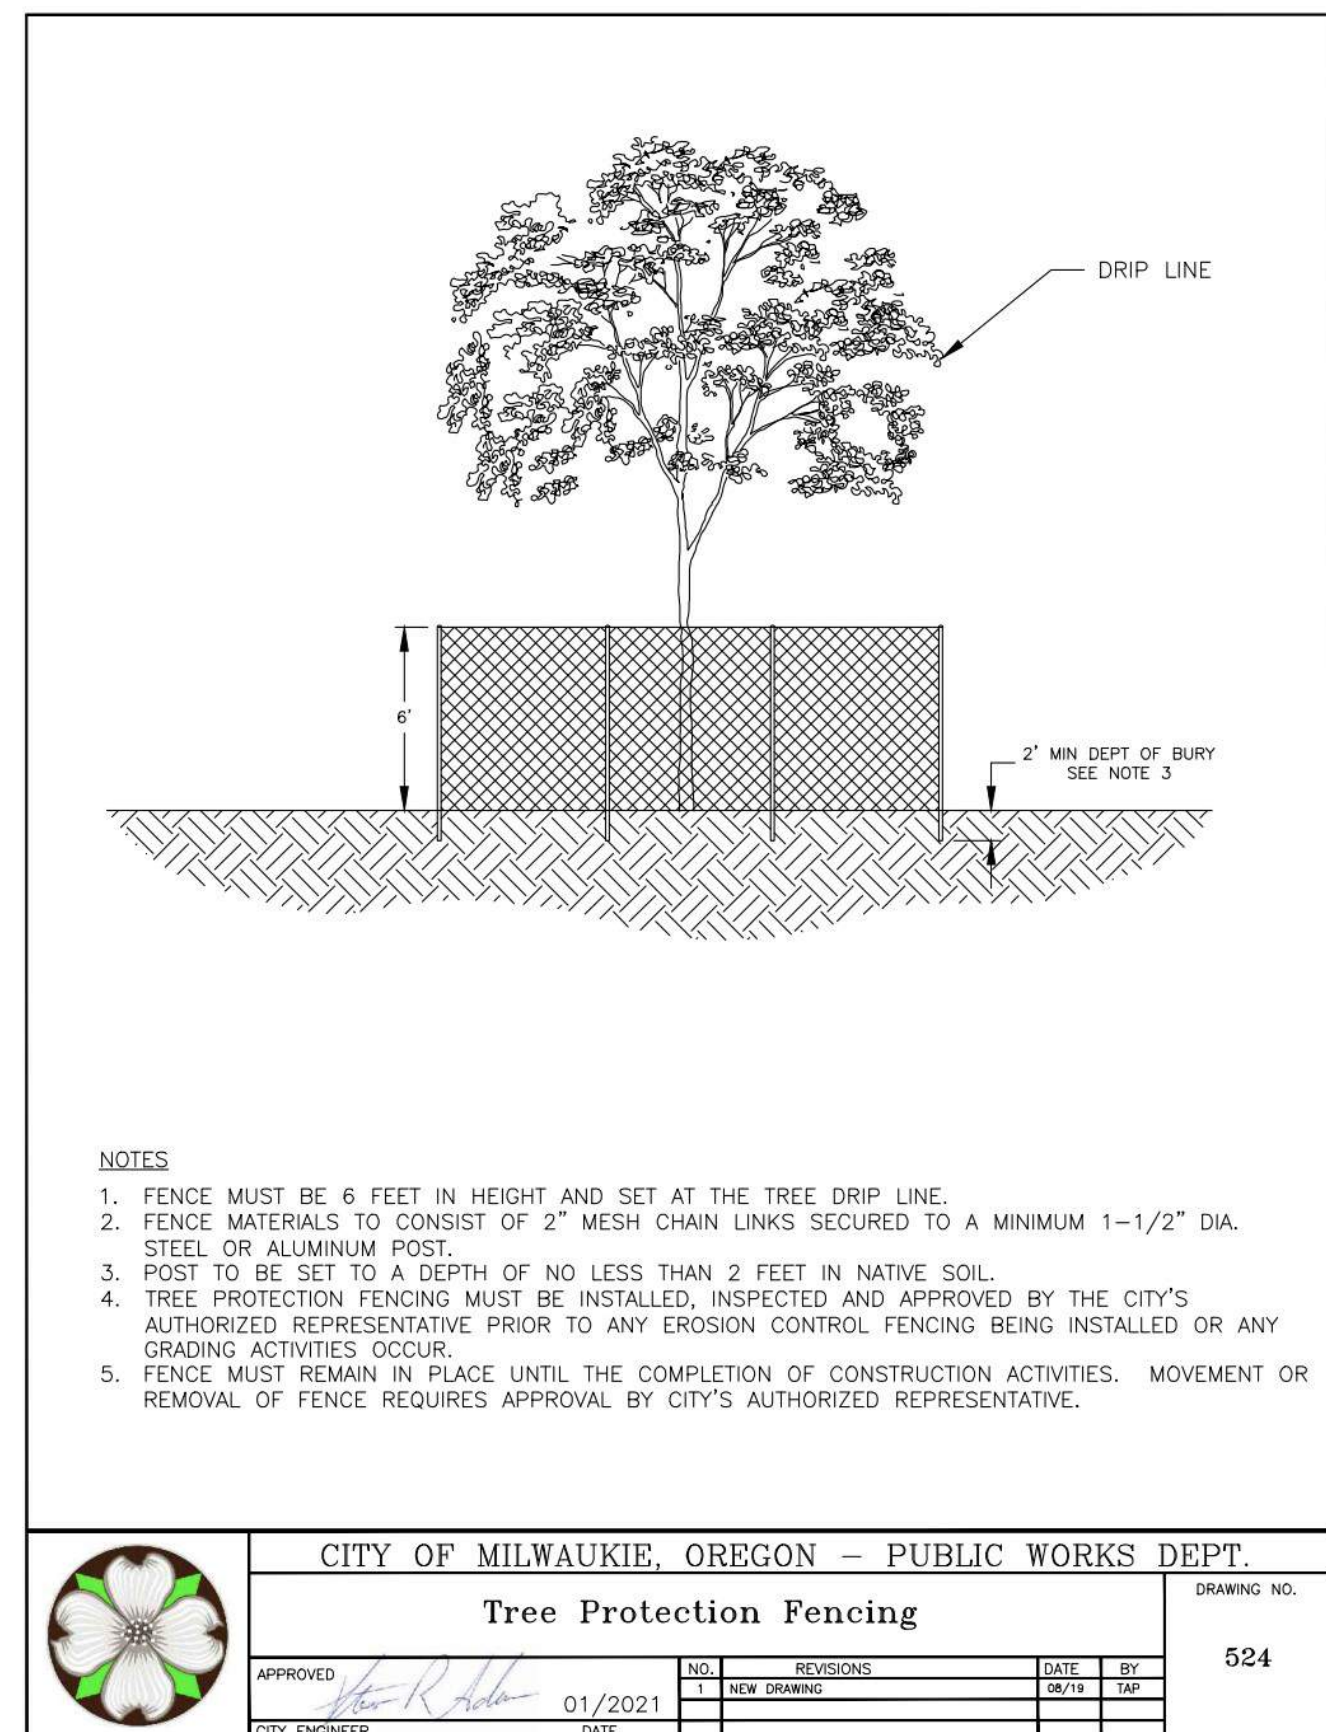 DRIP LINE
6'
2' MIN DEPT OF BURY
SEE NOTE 3
NOTES
1. FENCE MUST BE 6 FEET IN HEIGHT AND SET AT THE TREE DRIP LINE.
2. FENCE MATERIALS TO CONSIST OF 2" MESH CHAIN LINKS SECURED TO A MINIMUM 1-1/2" DIA.
STEEL OR ALUMINUM POST.
3. POST TO BE SET TO A DEPTH OF NO LESS THAN 2 FEET IN NATIVE SOIL.
4. TREE PROTECTION FENCING MUST BE INSTALLED, INSPECTED AND APPROVED BY THE CITY'S
AUTHORIZED REPRESENTATIVE PRIOR TO ANY EROSION CONTROL FENCING BEING INSTALLED OR ANY
GRADING ACTIVITIES OCCUR.
5. FENCE MUST REMAIN IN PLACE UNTIL THE COMPLETION OF CONSTRUCTION ACTIVITIES. MOVEMENT OR
REMOVAL OF FENCE REQUIRES APPROVAL BY CITY'S AUTHORIZED REPRESENTATIVE.
CITY OF MILWAUKIE, OREGON – PUBLIC WORKS DEPT.
Tree Protection Fencing
DRAWING NO.
524
APPROVED
01/2021
CITY ENGINEER DATE
NO. REVISIONS DATE BY
1 NEW DRAWING 08/19 TAP